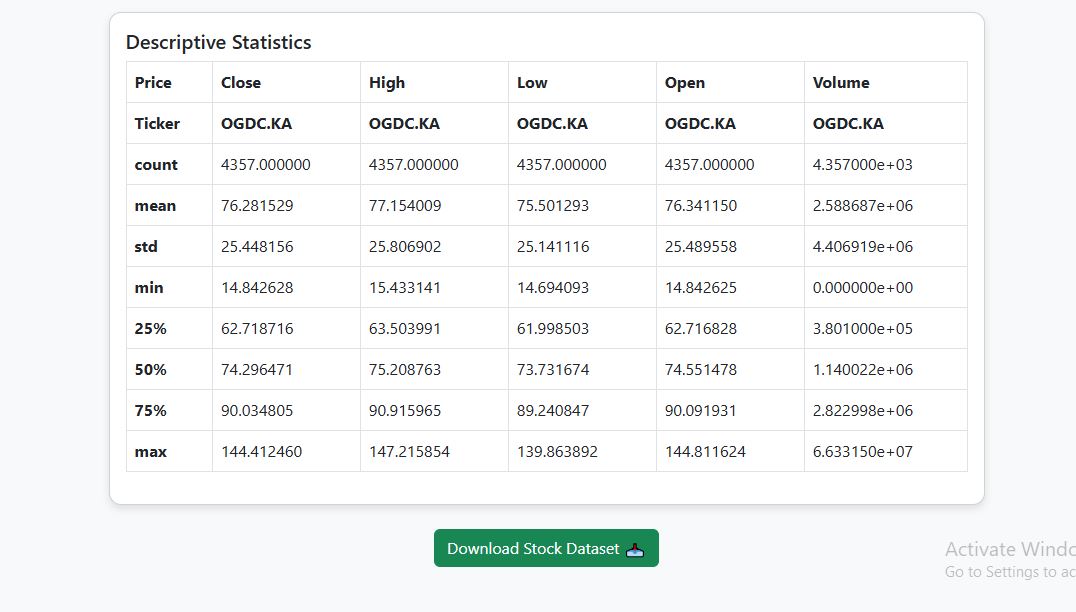 Descriptive Statistics
Price Close High Low Open Volume
Ticker OGDC.KA OGDC.KA OGDC.KA OGDC.KA OGDC.KA
count 4357.000000 4357.000000 4357.000000 4357.000000 4.357000e+03
mean 76.281529 77.154009 75.501293 76.341150 2.588687e+06
std 25.448156 25.806902 25.141116 25.489558 4.406919e+06
min 14.842628 15.433141 14.694093 14.842625 0.000000e+00
25% 62.718716 63.503991 61.998503 62.716828 3.801000e+05
50% 74.296471 75.208763 73.731674 74.551478 1.140022e+06
75% 90.034805 90.915965 89.240847 90.091931 2.822998e+06
max 144.412460 147.215854 139.863892 144.811624 6.633150e+07
Download Stock Dataset
Activate Windo
Go to Settings to ac